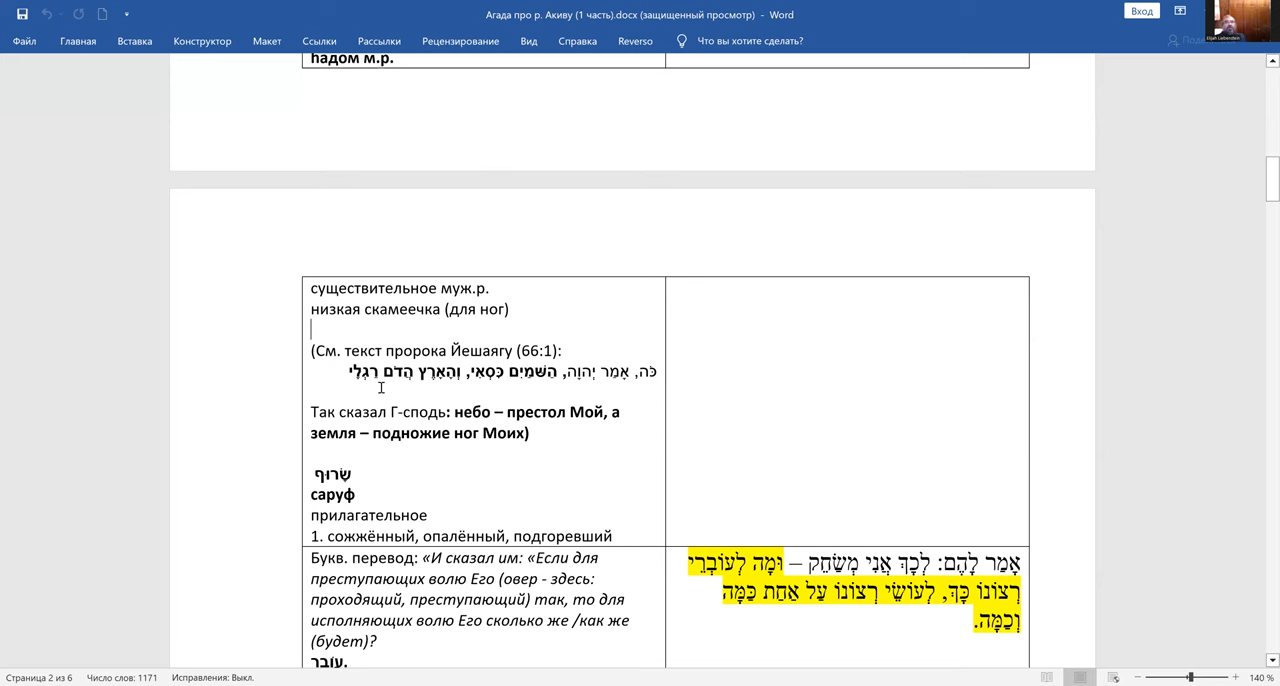 Агада про р. Акиву (1 часть).docx (защищенный просмотр) - Word
Вход
Файл Главная Вставка Конструктор Макет Ссылки Рассылки Рецензирование Вид Справка Reverso Что вы хотите сделать?
Elijah Liebenstein
hадом м.р.
существительное муж.р.
низкая скамеечка (для ног)
(См. текст пророка Йешаягу (66:1):
כֹּה, אָמַר יְהוָה, הַשָּׁמַיִם כִּסְאִי, וְהָאָרֶץ הֲדֹם רַגְלָי
Так сказал Г-сподь: небо – престол Мой, а
земля – подножие ног Моих)
שָׂרוּף
саруф
прилагательное
1. сожжённый, опалённый, подгоревший
Букв. перевод: «И сказал им: «Если для
преступающих волю Его (овер - здесь:
проходящий, преступающий) так, то для
исполняющих волю Его сколько же /как же
(будет)?
עוֹבֵר.
אָמַר לָהֶם: לְכָךְ אֲנִי מְשַׂחֵק – וּמָה לְעוֹבְרֵי
רְצוֹנוֹ כָּךְ, לְעוֹשֵׂי רְצוֹנוֹ עַל אַחַת כַּמָּה
וְכַמָּה.
Страница 2 из 6 Число слов: 1171 Исправления: Выкл. 140 %